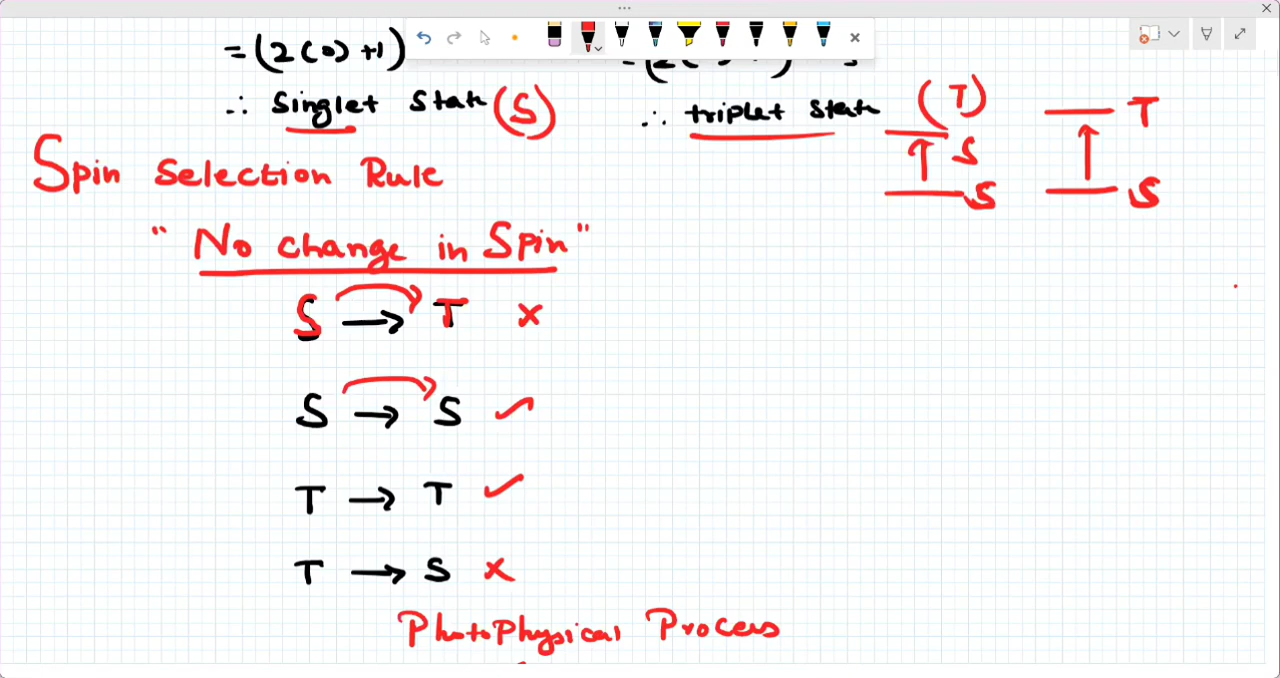 = (2(0) +1)
∴ Singlet State (S)
∴ triplet State (T)
S
S
T
S
Spin Selection Rule
" No change in Spin "
S → T ×
S → S ✓
T → T ✓
T → S ×
PhotoPhysical Process